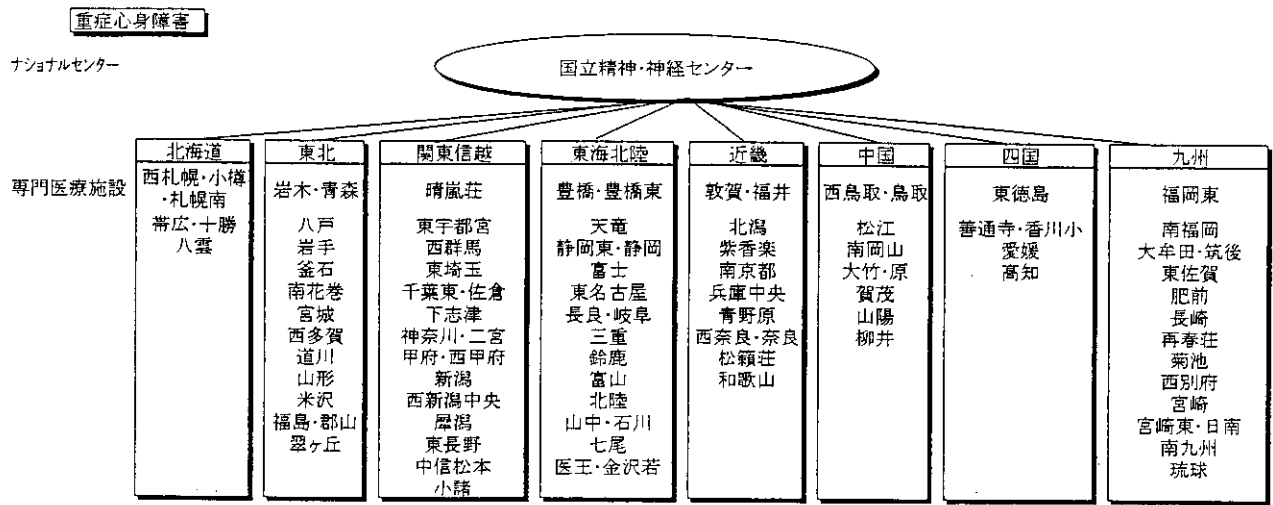 重症心身障害
ナショナルセンター
国立精神・神経センター
専門医療施設
北海道
西札幌・小樽
・札幌南
帯広・十勝
八雲
東北
岩木・青森
八戸
岩手
釜石
南花巻
宮城
西多賀
道川
山形
米沢
福島・郡山
翠ヶ丘
関東信越
晴嵐荘
東宇都宮
西群馬
東埼玉
千葉東・佐倉
下志津
神奈川・二宮
甲府・西甲府
新潟
西新潟中央
犀潟
東長野
中信松本
小諸
東海北陸
豊橋・豊橋東
天竜
静岡東・静岡
富士
東名古屋
長良・岐阜
三重
鈴鹿
富山
北陸
山中・石川
七尾
医王・金沢若
近畿
敦賀・福井
北潟
紫香楽
南京都
兵庫中央
青野原
西奈良・奈良
松籟荘
和歌山
中国
西鳥取・鳥取
松江
南岡山
大竹・原
賀茂
山陽
柳井
四国
東徳島
善通寺・香川小
愛媛
高知
九州
福岡東
南福岡
大牟田・筑後
東佐賀
肥前
長崎
再春荘
菊池
西別府
宮崎
宮崎東・日南
南九州
琉球